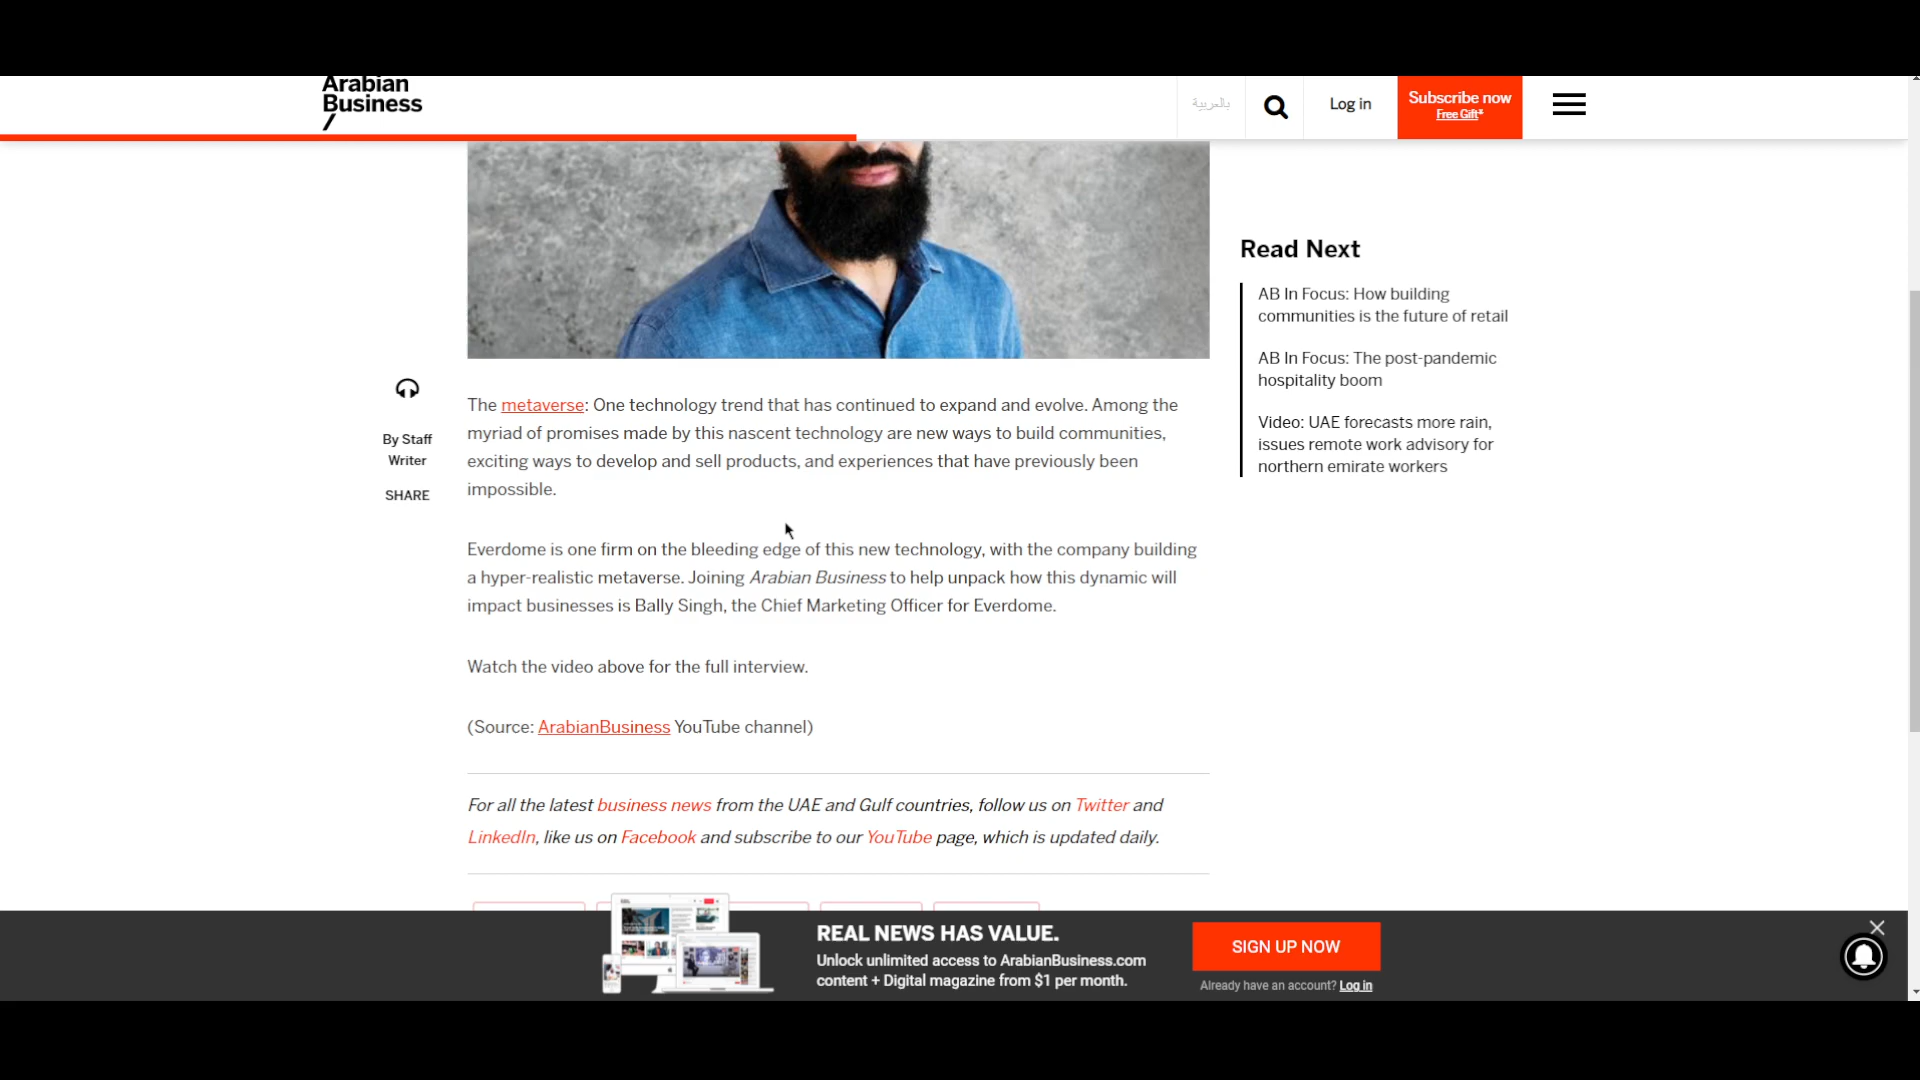 Arabian
Business
بالعربية
Log in
Subscribe now
Free Gift*
Read Next
AB In Focus: How building
communities is the future of retail
AB In Focus: The post-pandemic
hospitality boom
Video: UAE forecasts more rain,
issues remote work advisory for
northern emirate workers
By Staff
Writer
SHARE
The metaverse: One technology trend that has continued to expand and evolve. Among the
myriad of promises made by this nascent technology are new ways to build communities,
exciting ways to develop and sell products, and experiences that have previously been
impossible.
Everdome is one firm on the bleeding edge of this new technology, with the company building
a hyper-realistic metaverse. Joining Arabian Business to help unpack how this dynamic will
impact businesses is Bally Singh, the Chief Marketing Officer for Everdome.
Watch the video above for the full interview.
(Source: ArabianBusiness YouTube channel)
For all the latest business news from the UAE and Gulf countries, follow us on Twitter and
LinkedIn, like us on Facebook and subscribe to our YouTube page, which is updated daily.
REAL NEWS HAS VALUE.
Unlock unlimited access to ArabianBusiness.com
content + Digital magazine from $1 per month.
SIGN UP NOW
Already have an account? Log in